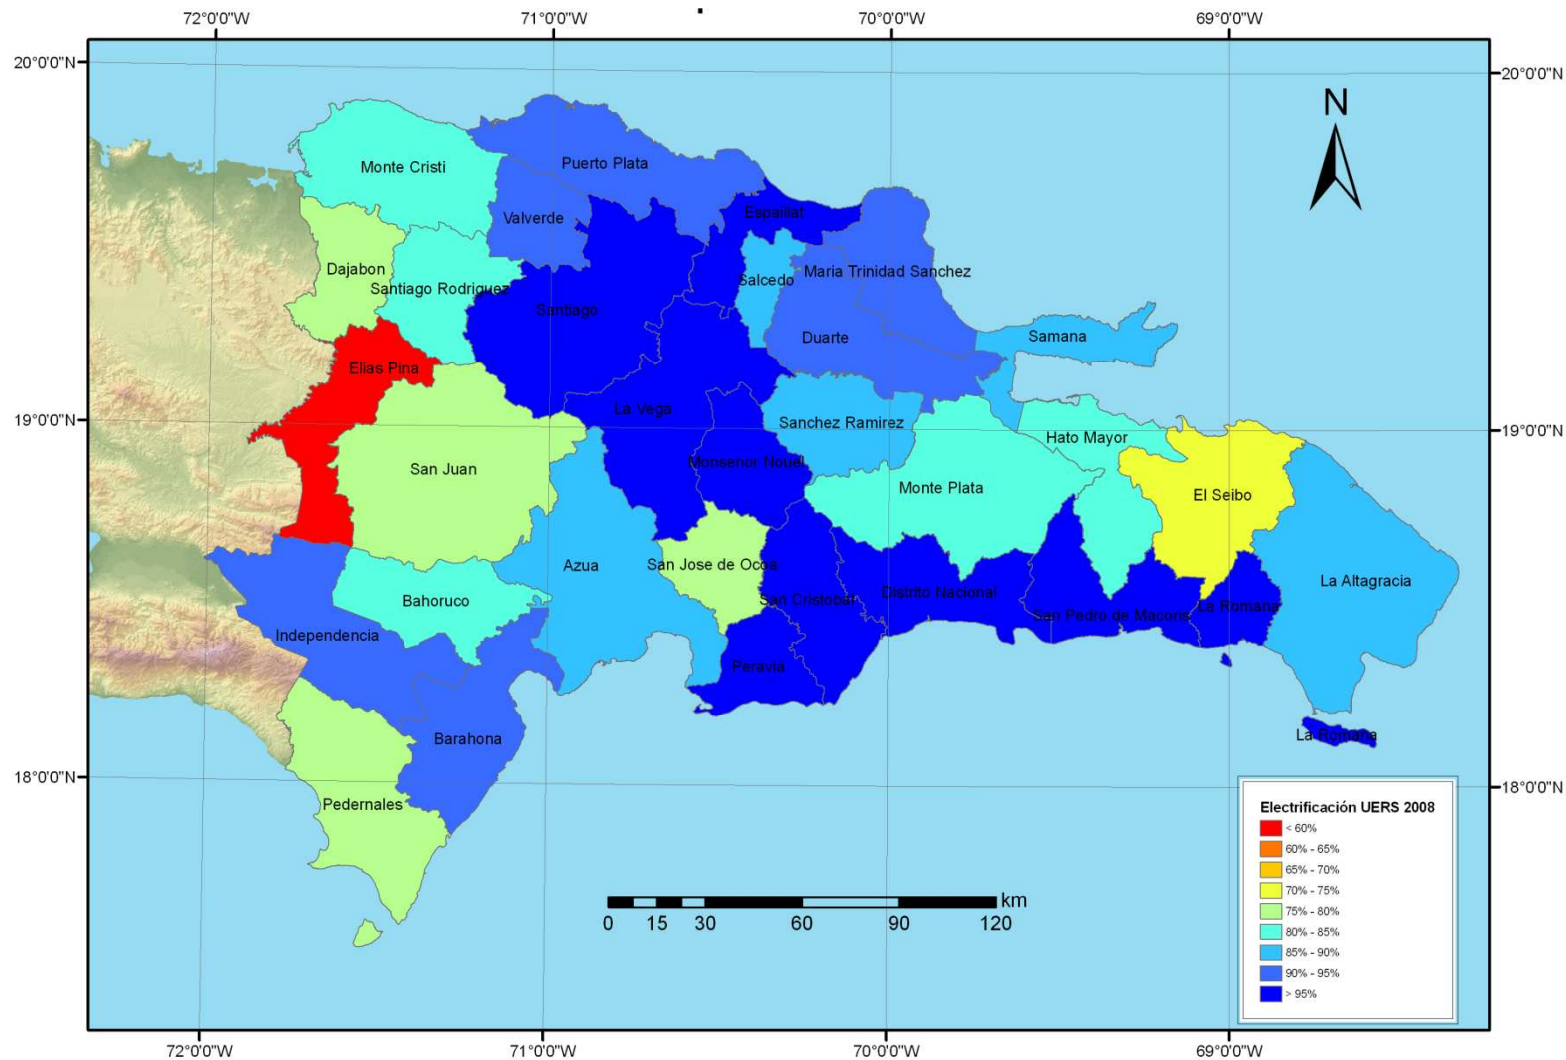 72°0'0"W
71°0'0"W
70°0'0"W
69°0'0"W
20°0'0"N
20°0'0"N
N
Monte Cristi
Puerto Plata
Valverde
Espaillat
Dajabon
Santiago Rodriguez
Salcedo
Maria Trinidad Sanchez
Santiago
Duarte
Samana
Elias Pina
La Vega
19°0'0"N
19°0'0"N
Sanchez Ramirez
Hato Mayor
San Juan
Monsenor Nouel
Monte Plata
El Seibo
Azua
San Jose de Ocoa
La Altagracia
Bahoruco
San Cristobal
Distrito Nacional
La Romana
San Pedro de Macoris
Independencia
Peravia
Barahona
La Romana
18°0'0"N
18°0'0"N
Pedernales
Electrificación UERS 2008
< 60%
60% - 65%
65% - 70%
70% - 75%
75% - 80%
80% - 85%
85% - 90%
90% - 95%
> 95%
km
0 15 30 60 90 120
72°0'0"W
71°0'0"W
70°0'0"W
69°0'0"W